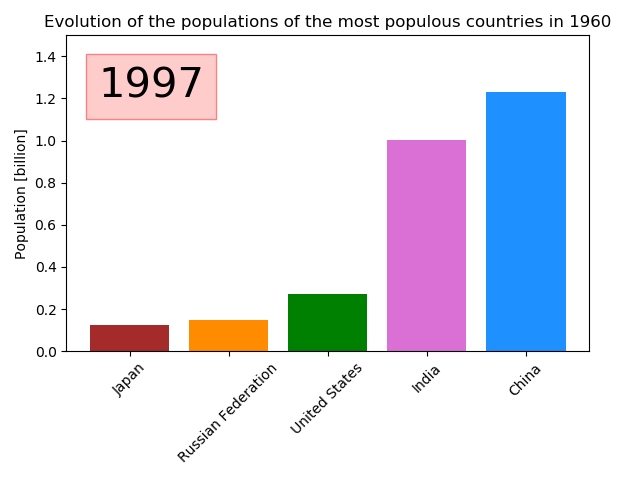 Evolution of the populations of the most populous countries in 1960
1997
Population [billion]
1.4
1.2
1.0
0.8
0.6
0.4
0.2
0.0
Japan
Russian Federation
United States
India
China